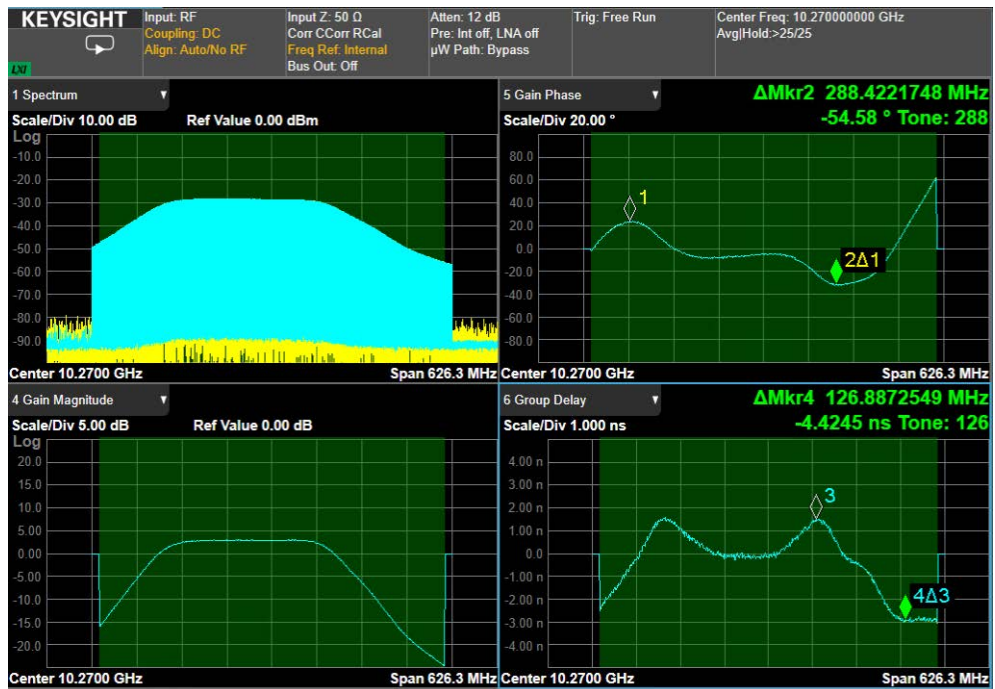 KEYSIGHT
LXI
Input: RF
Coupling: DC
Align: Auto/No RF
Input Z: 50 Ω
Corr CCorr RCal
Freq Ref: Internal
Bus Out: Off
Atten: 12 dB
Pre: Int off, LNA off
µW Path: Bypass
Trig: Free Run
Center Freq: 10.270000000 GHz
Avg|Hold:>25/25
1 Spectrum
Scale/Div 10.00 dB
Ref Value 0.00 dBm
Log
-10.0
-20.0
-30.0
-40.0
-50.0
-60.0
-70.0
-80.0
-90.0
Center 10.2700 GHz
Span 626.3 MHz
5 Gain Phase
ΔMkr2 288.4221748 MHz
Scale/Div 20.00 °
-54.58 ° Tone: 288
80.0
60.0
40.0
20.0
0.0
-20.0
-40.0
-60.0
-80.0
1
2Δ1
Center 10.2700 GHz
Span 626.3 MHz
4 Gain Magnitude
Scale/Div 5.00 dB
Ref Value 0.00 dB
Log
20.0
15.0
10.0
5.00
0.00
-5.00
-10.0
-15.0
-20.0
Center 10.2700 GHz
Span 626.3 MHz
6 Group Delay
ΔMkr4 126.8872549 MHz
Scale/Div 1.000 ns
-4.4245 ns Tone: 126
4.00 n
3.00 n
2.00 n
1.00 n
0.0
-1.00 n
-2.00 n
-3.00 n
-4.00 n
3
4Δ3
Center 10.2700 GHz
Span 626.3 MHz